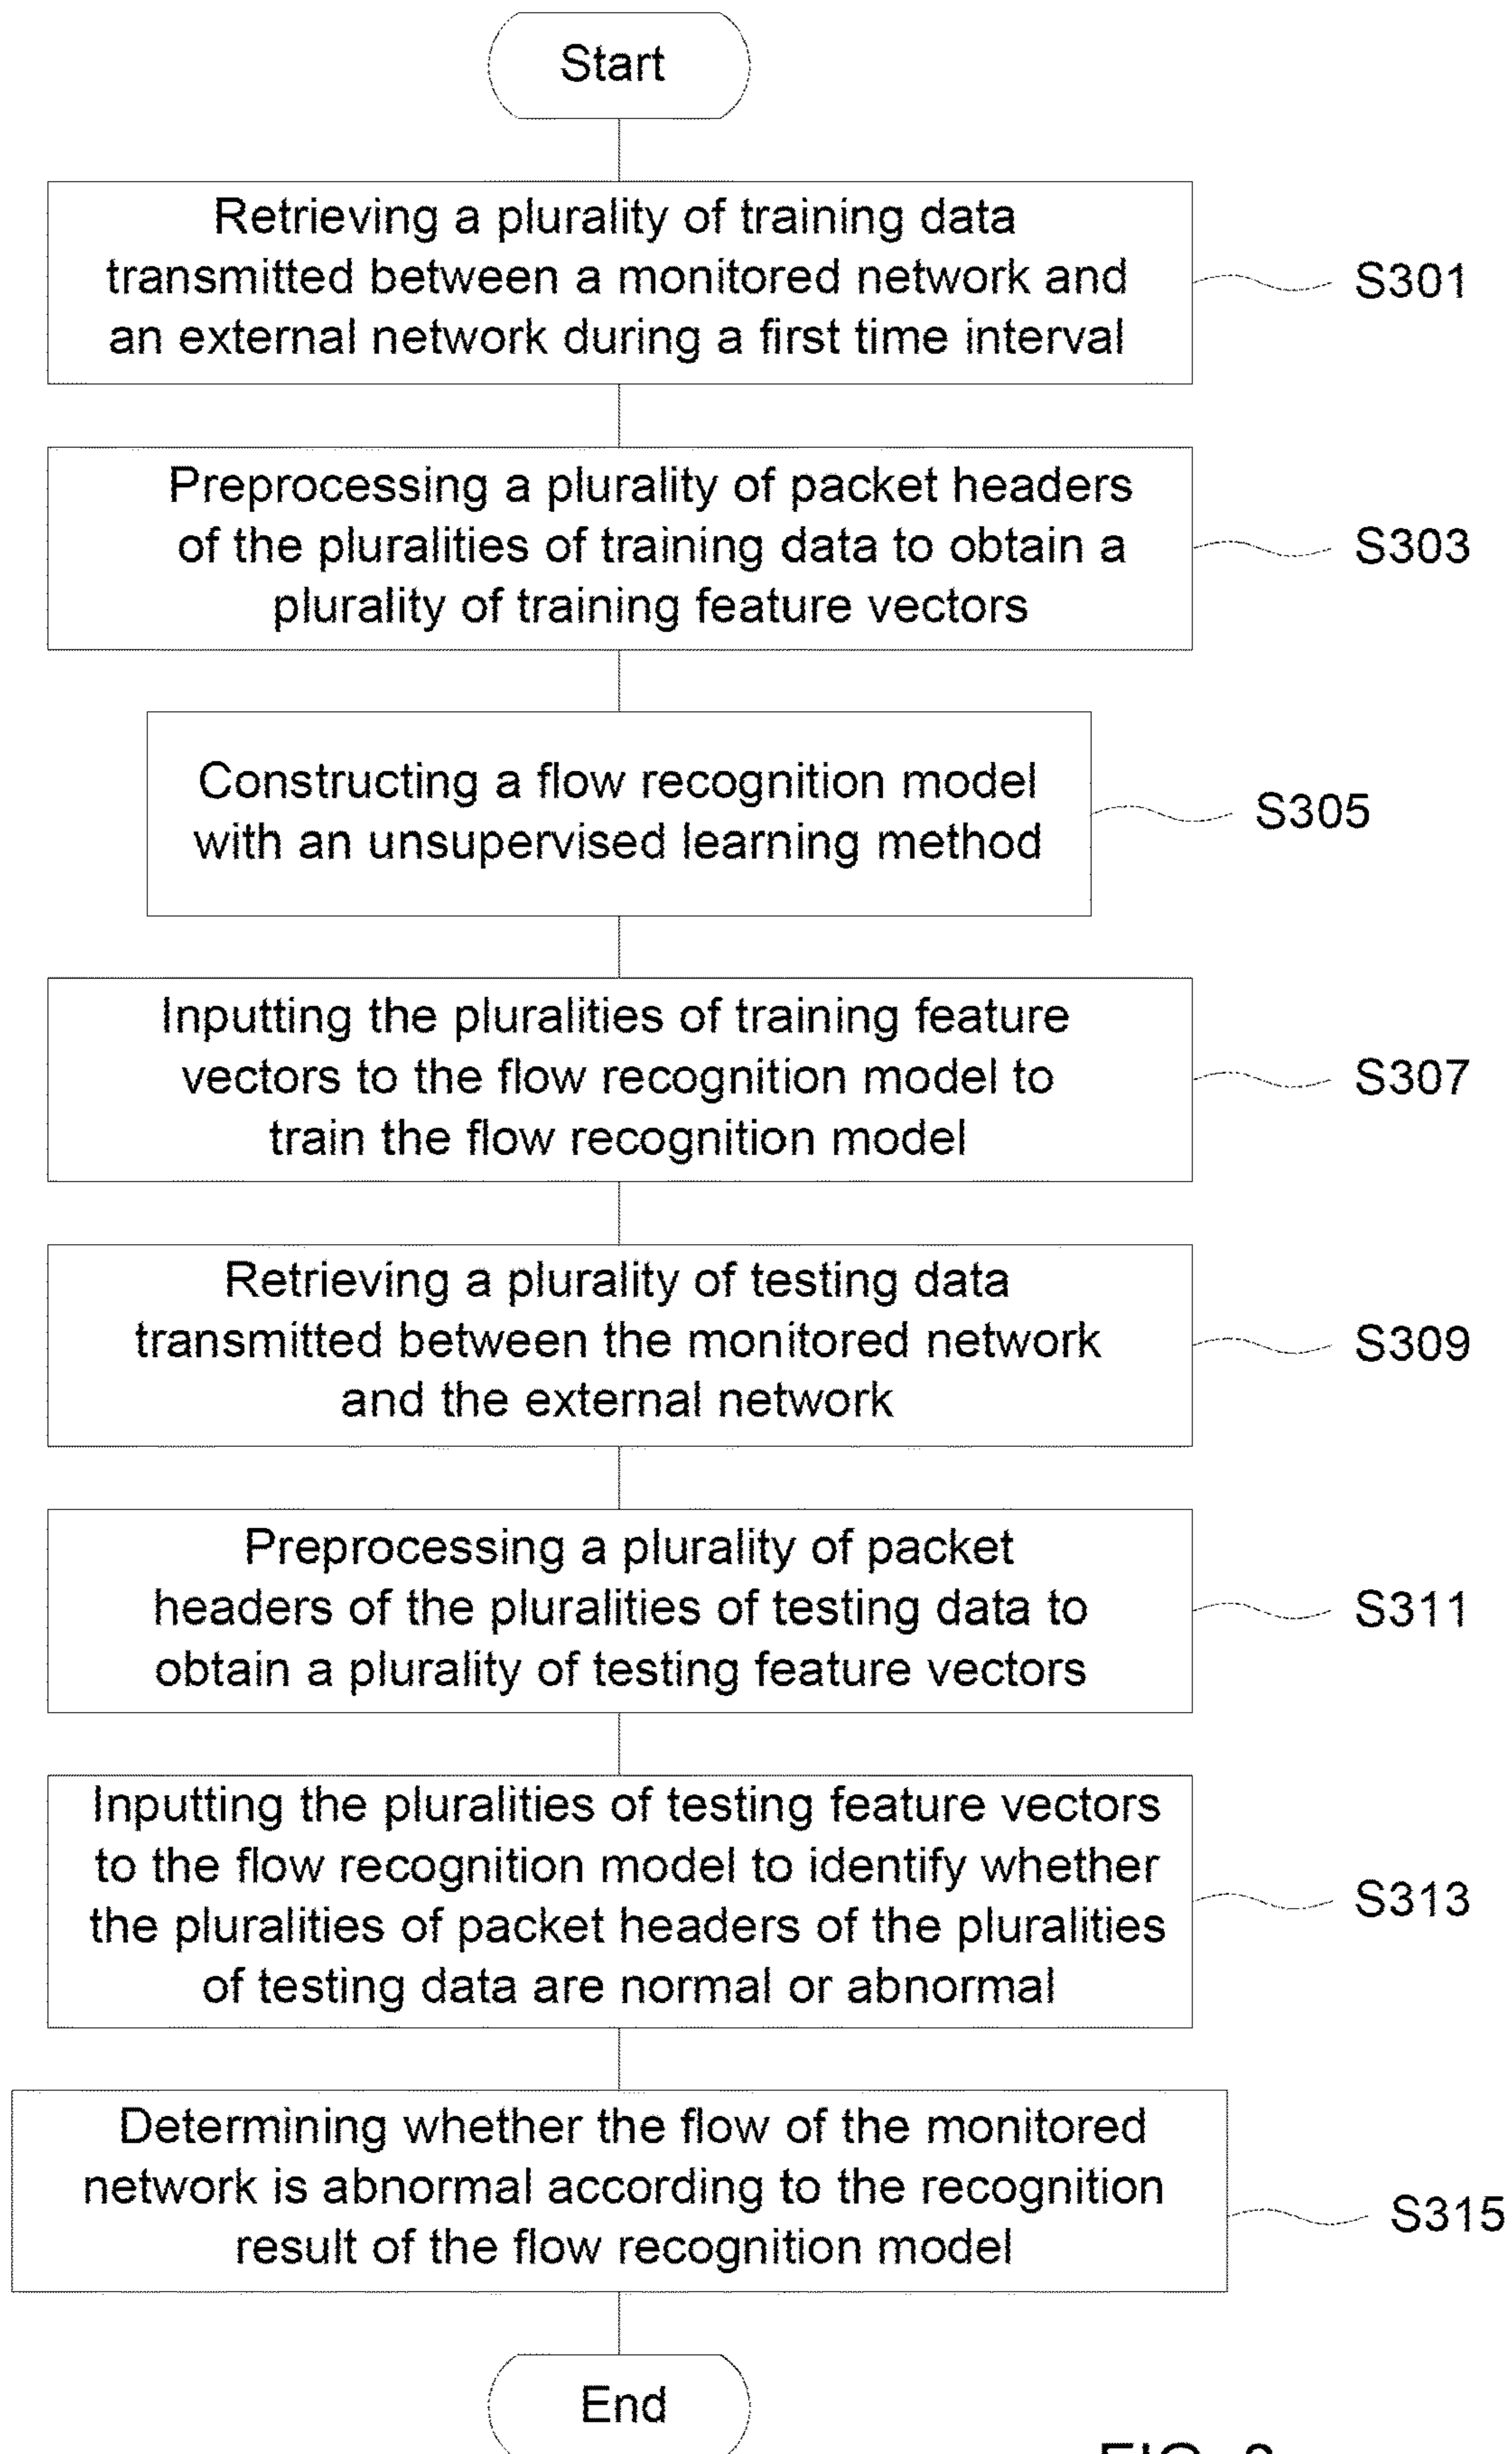 Start
Retrieving a plurality of training data
transmitted between a monitored network and
an external network during a first time interval
S301
Preprocessing a plurality of packet headers
of the pluralities of training data to obtain a
plurality of training feature vectors
S303
Constructing a flow recognition model
with an unsupervised learning method
S305
Inputting the pluralities of training feature
vectors to the flow recognition model to
train the flow recognition model
S307
Retrieving a plurality of testing data
transmitted between the monitored network
and the external network
S309
Preprocessing a plurality of packet
headers of the pluralities of testing data to
obtain a plurality of testing feature vectors
S311
Inputting the pluralities of testing feature vectors
to the flow recognition model to identify whether
the pluralities of packet headers of the pluralities
of testing data are normal or abnormal
S313
Determining whether the flow of the monitored
network is abnormal according to the recognition
result of the flow recognition model
S315
End